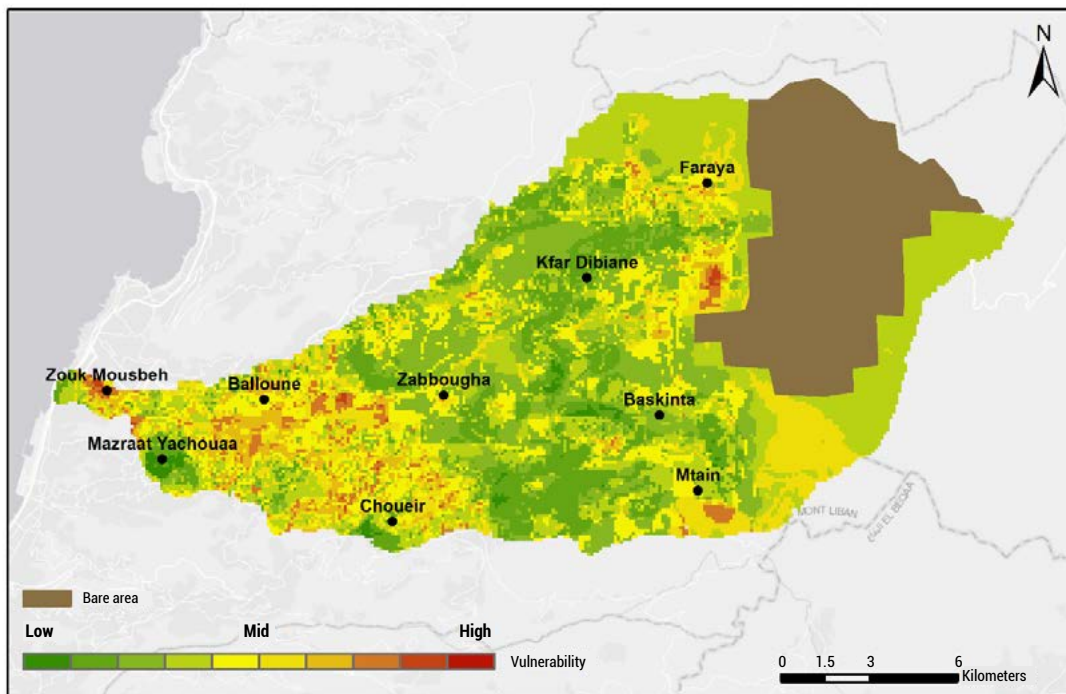 N
Faraya
Kfar Dibiane
Zouk Mousbeh
Balloune
Zabbougha
Baskinta
Mazraat Yachouaa
Mtain
Choueir
MONT LIBAN
Bare area
Low Mid High
Vulnerability
0 1.5 3 6
Kilometers